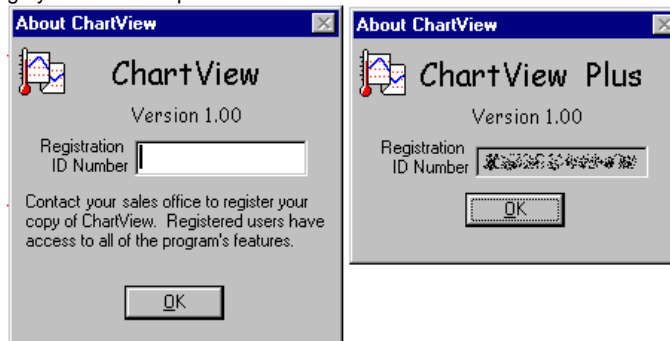 About ChartView
ChartView
Version 1.00
Registration
ID Number
Contact your sales office to register your
copy of ChartView. Registered users have
access to all of the program's features.
OK
About ChartView
ChartView Plus
Version 1.00
Registration
ID Number
OK